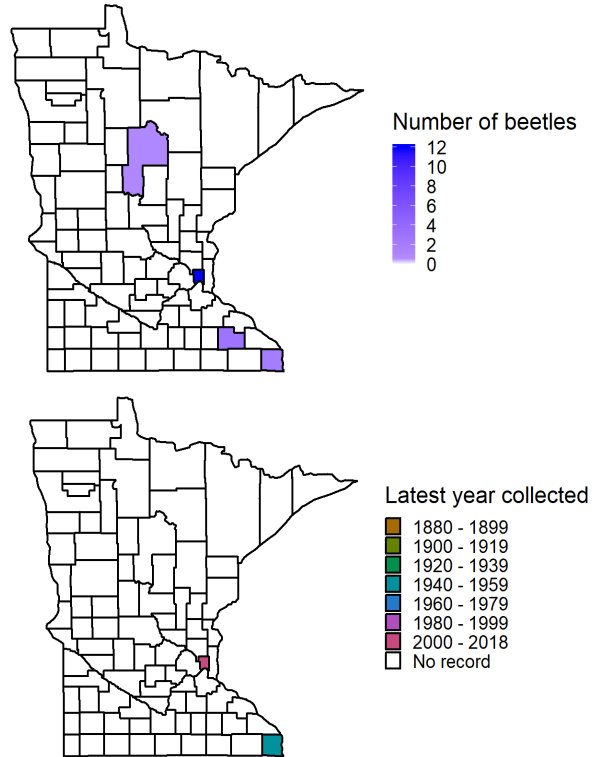 Number of beetles
12
10
8
6
4
2
0
Latest year collected
1880 - 1899
1900 - 1919
1920 - 1939
1940 - 1959
1960 - 1979
1980 - 1999
2000 - 2018
No record